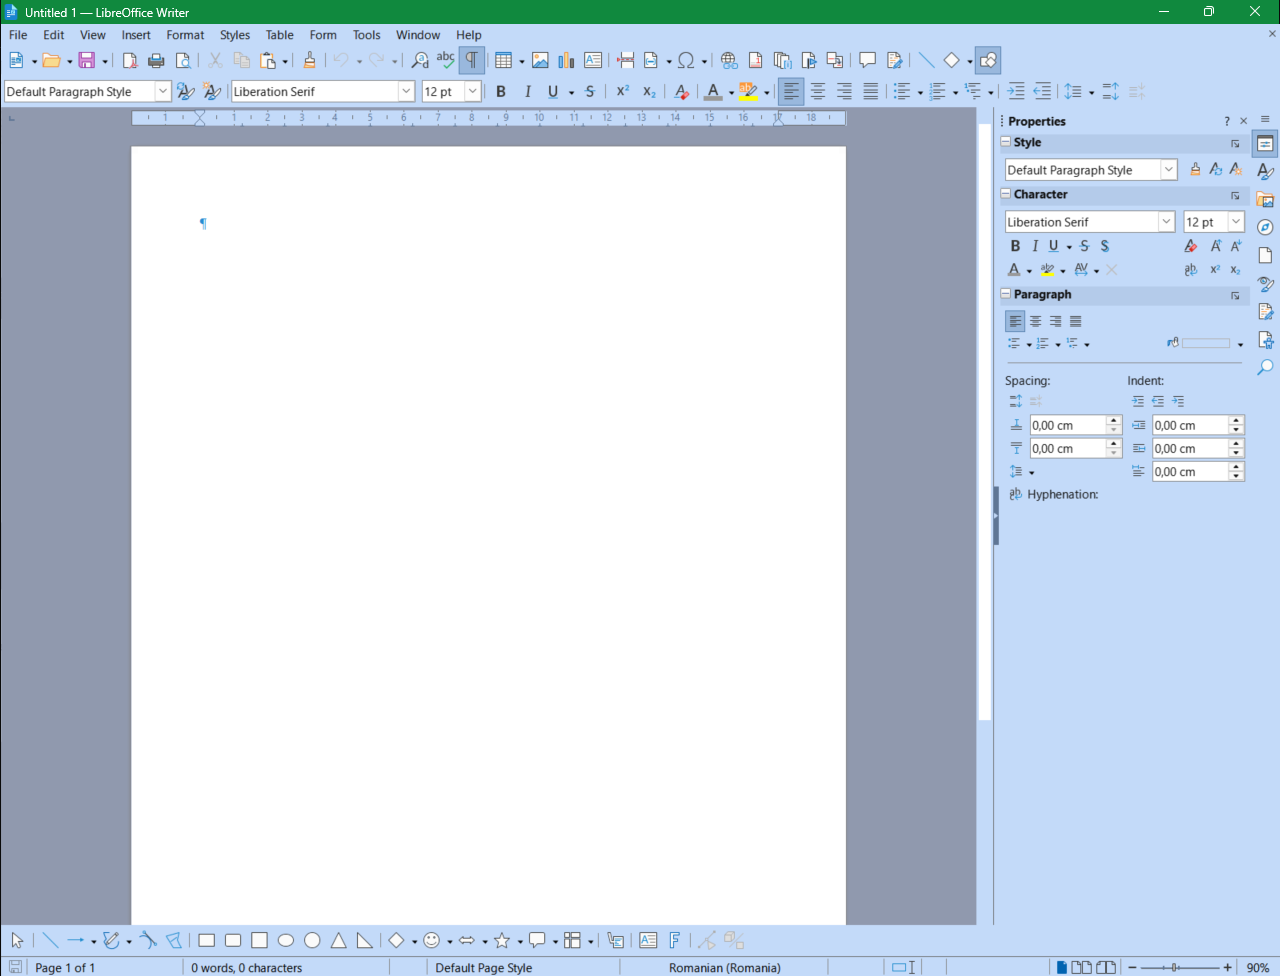 Untitled 1 — LibreOffice Writer
File Edit View Insert Format Styles Table Form Tools Window Help
Default Paragraph Style Liberation Serif 12 pt
1 1 2 3 4 5 6 7 8 9 10 11 12 13 14 15 16 17 18
¶
Properties
Style
Default Paragraph Style
Character
Liberation Serif 12 pt
Paragraph
Spacing: Indent:
0,00 cm 0,00 cm
0,00 cm 0,00 cm
0,00 cm
Hyphenation:
Page 1 of 1 0 words, 0 characters Default Page Style Romanian (Romania) 90%